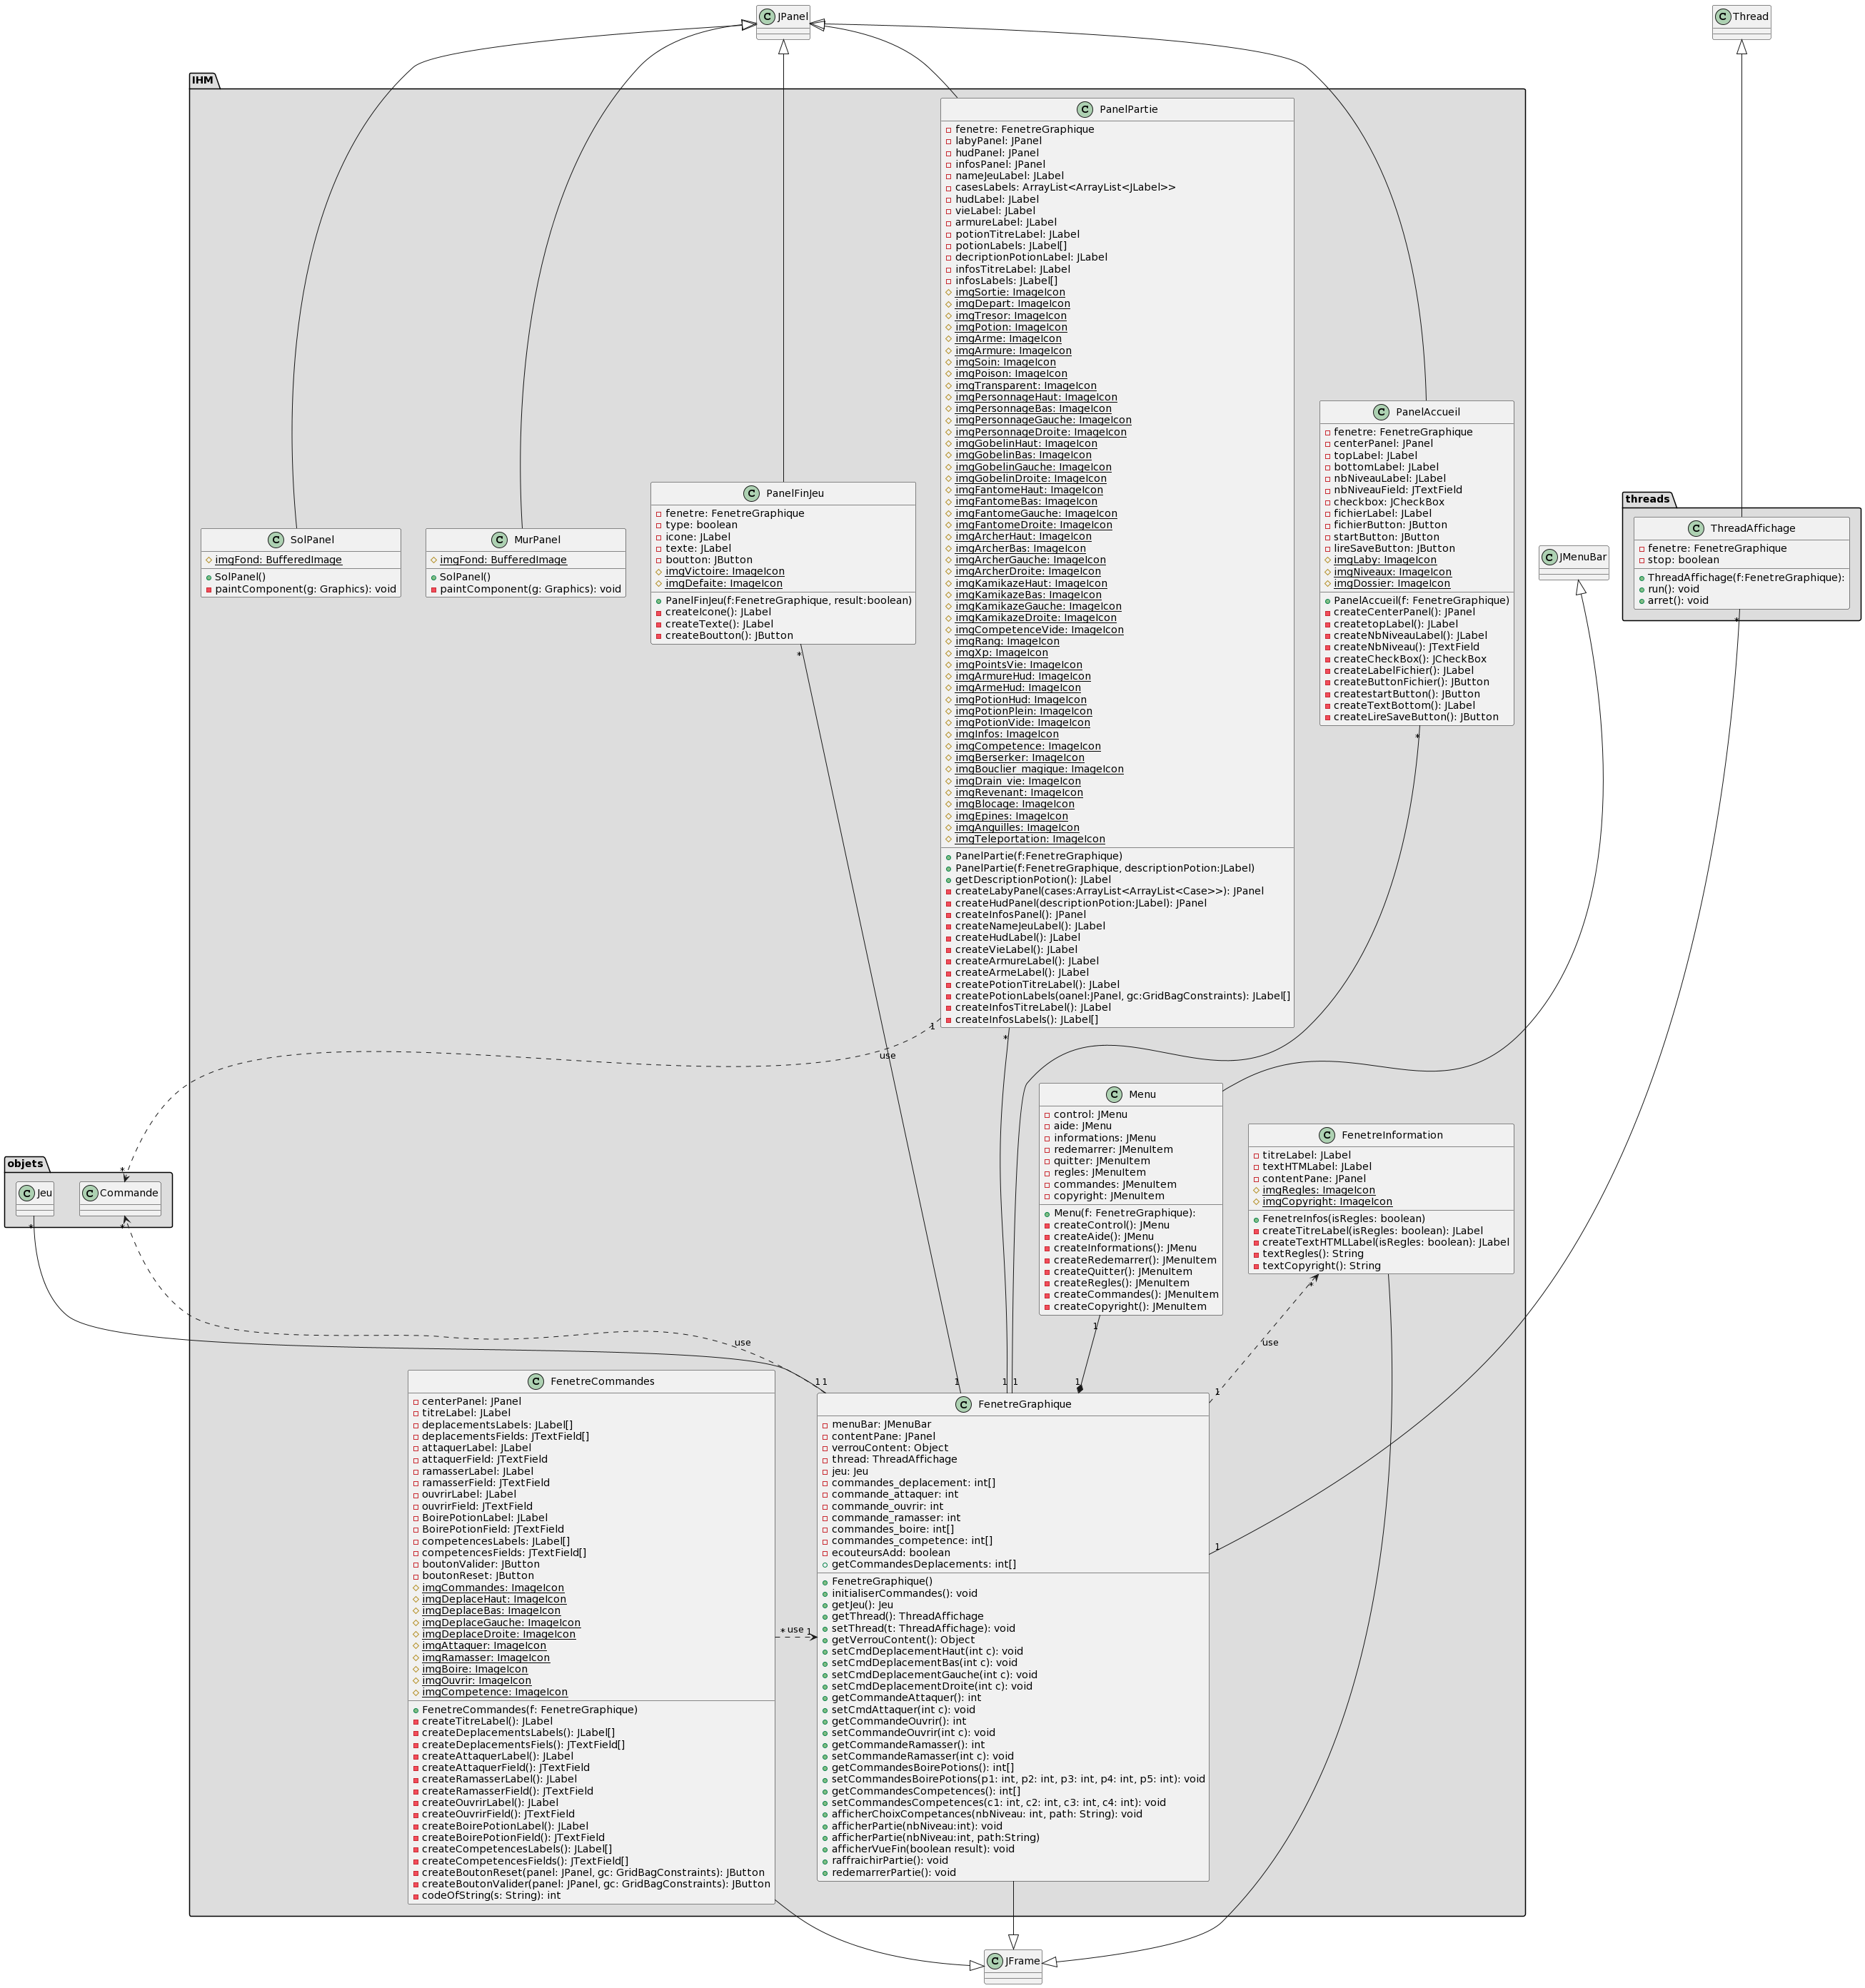 JPanel
Thread
IHM
PanelPartie
fenetre: FenetreGraphique
labyPanel: JPanel
hudPanel: JPanel
infosPanel: JPanel
nameJeuLabel: JLabel
casesLabels: ArrayList<ArrayList<JLabel>>
hudLabel: JLabel
vieLabel: JLabel
armureLabel: JLabel
potionTitreLabel: JLabel
potionLabels: JLabel[]
decriptionPotionLabel: JLabel
infosTitreLabel: JLabel
infosLabels: JLabel[]
imgSortie: ImageIcon
imgDepart: ImageIcon
imgTresor: ImageIcon
imgPotion: ImageIcon
imgArme: ImageIcon
imgArmure: ImageIcon
imgSoin: ImageIcon
imgPoison: ImageIcon
imgTransparent: ImageIcon
imgPersonnageHaut: ImageIcon
imgPersonnageBas: ImageIcon
imgPersonnageGauche: ImageIcon
imgPersonnageDroite: ImageIcon
imgGobelinHaut: ImageIcon
imgGobelinBas: ImageIcon
imgGobelinGauche: ImageIcon
imgGobelinDroite: ImageIcon
imgFantomeHaut: ImageIcon
imgFantomeBas: ImageIcon
imgFantomeGauche: ImageIcon
imgFantomeDroite: ImageIcon
imgArcherHaut: ImageIcon
imgArcherBas: ImageIcon
imgArcherGauche: ImageIcon
imgArcherDroite: ImageIcon
imgKamikazeHaut: ImageIcon
imgKamikazeBas: ImageIcon
imgKamikazeGauche: ImageIcon
imgKamikazeDroite: ImageIcon
imgCompetenceVide: ImageIcon
imgRang: ImageIcon
imgXp: ImageIcon
imgPointsVie: ImageIcon
imgArmureHud: ImageIcon
imgArmeHud: ImageIcon
imgPotionHud: ImageIcon
imgPotionPlein: ImageIcon
imgPotionVide: ImageIcon
imgInfos: ImageIcon
imgCompetence: ImageIcon
imgBerserker: ImageIcon
imgBouclier_magique: ImageIcon
imgDrain_vie: ImageIcon
imgRevenant: ImageIcon
imgBlocage: ImageIcon
imgEpines: ImageIcon
imgAnguilles: ImageIcon
imgTeleportation: ImageIcon
PanelPartie(f:FenetreGraphique)
PanelPartie(f:FenetreGraphique, descriptionPotion:JLabel)
getDescriptionPotion(): JLabel
createLabyPanel(cases:ArrayList<ArrayList<Case>>): JPanel
createHudPanel(descriptionPotion:JLabel): JPanel
createInfosPanel(): JPanel
createNameJeuLabel(): JLabel
createHudLabel(): JLabel
createVieLabel(): JLabel
createArmureLabel(): JLabel
createArmeLabel(): JLabel
createPotionTitreLabel(): JLabel
createPotionLabels(oanel:JPanel, gc:GridBagConstraints): JLabel[]
createInfosTitreLabel(): JLabel
createInfosLabels(): JLabel[]
PanelAccueil
fenetre: FenetreGraphique
centerPanel: JPanel
topLabel: JLabel
bottomLabel: JLabel
nbNiveauLabel: JLabel
nbNiveauField: JTextField
checkbox: JCheckBox
fichierLabel: JLabel
fichierButton: JButton
startButton: JButton
lireSaveButton: JButton
imgLaby: ImageIcon
imgNiveaux: ImageIcon
imgDossier: ImageIcon
PanelAccueil(f: FenetreGraphique)
createCenterPanel(): JPanel
createtopLabel(): JLabel
createNbNiveauLabel(): JLabel
createNbNiveau(): JTextField
createCheckBox(): JCheckBox
createLabelFichier(): JLabel
createButtonFichier(): JButton
createstartButton(): JButton
createTextBottom(): JLabel
createLireSaveButton(): JButton
PanelFinJeu
fenetre: FenetreGraphique
type: boolean
icone: JLabel
texte: JLabel
boutton: JButton
imgVictoire: ImageIcon
imgDefaite: ImageIcon
PanelFinJeu(f:FenetreGraphique, result:boolean)
createIcone(): JLabel
createTexte(): JLabel
createBoutton(): JButton
SolPanel
imgFond: BufferedImage
SolPanel()
paintComponent(g: Graphics): void
MurPanel
imgFond: BufferedImage
SolPanel()
paintComponent(g: Graphics): void
threads
ThreadAffichage
fenetre: FenetreGraphique
stop: boolean
ThreadAffichage(f:FenetreGraphique):
run(): void
arret(): void
JMenuBar
*
*
*
*
1
use
*
Menu
control: JMenu
aide: JMenu
informations: JMenu
redemarrer: JMenuItem
quitter: JMenuItem
regles: JMenuItem
commandes: JMenuItem
copyright: JMenuItem
Menu(f: FenetreGraphique):
createControl(): JMenu
createAide(): JMenu
createInformations(): JMenu
createRedemarrer(): JMenuItem
createQuitter(): JMenuItem
createRegles(): JMenuItem
createCommandes(): JMenuItem
createCopyright(): JMenuItem
FenetreInformation
titreLabel: JLabel
textHTMLLabel: JLabel
contentPane: JPanel
imgRegles: ImageIcon
imgCopyright: ImageIcon
FenetreInfos(isRegles: boolean)
createTitreLabel(isRegles: boolean): JLabel
createTextHTMLLabel(isRegles: boolean): JLabel
textRegles(): String
textCopyright(): String
objets
Jeu
Commande
*
*
1
*
use
use
1
1
1
1
1
1
1
1
FenetreCommandes
centerPanel: JPanel
titreLabel: JLabel
deplacementsLabels: JLabel[]
deplacementsFields: JTextField[]
attaquerLabel: JLabel
attaquerField: JTextField
ramasserLabel: JLabel
ramasserField: JTextField
ouvrirLabel: JLabel
ouvrirField: JTextField
BoirePotionLabel: JLabel
BoirePotionField: JTextField
competencesLabels: JLabel[]
competencesFields: JTextField[]
boutonValider: JButton
boutonReset: JButton
imgCommandes: ImageIcon
imgDeplaceHaut: ImageIcon
imgDeplaceBas: ImageIcon
imgDeplaceGauche: ImageIcon
imgDeplaceDroite: ImageIcon
imgAttaquer: ImageIcon
imgRamasser: ImageIcon
imgBoire: ImageIcon
imgOuvrir: ImageIcon
imgCompetence: ImageIcon
FenetreCommandes(f: FenetreGraphique)
createTitreLabel(): JLabel
createDeplacementsLabels(): JLabel[]
createDeplacementsFiels(): JTextField[]
createAttaquerLabel(): JLabel
createAttaquerField(): JTextField
createRamasserLabel(): JLabel
createRamasserField(): JTextField
createOuvrirLabel(): JLabel
createOuvrirField(): JTextField
createBoirePotionLabel(): JLabel
createBoirePotionField(): JTextField
createCompetencesLabels(): JLabel[]
createCompetencesFields(): JTextField[]
createBoutonReset(panel: JPanel, gc: GridBagConstraints): JButton
createBoutonValider(panel: JPanel, gc: GridBagConstraints): JButton
codeOfString(s: String): int
* use 1
FenetreGraphique
menuBar: JMenuBar
contentPane: JPanel
verrouContent: Object
thread: ThreadAffichage
jeu: Jeu
commandes_deplacement: int[]
commande_attaquer: int
commande_ouvrir: int
commande_ramasser: int
commandes_boire: int[]
commandes_competence: int[]
ecouteursAdd: boolean
getCommandesDeplacements: int[]
FenetreGraphique()
initialiserCommandes(): void
getJeu(): Jeu
getThread(): ThreadAffichage
setThread(t: ThreadAffichage): void
getVerrouContent(): Object
setCmdDeplacementHaut(int c): void
setCmdDeplacementBas(int c): void
setCmdDeplacementGauche(int c): void
setCmdDeplacementDroite(int c): void
getCommandeAttaquer(): int
setCmdAttaquer(int c): void
getCommandeOuvrir(): int
setCommandeOuvrir(int c): void
getCommandeRamasser(): int
setCommandeRamasser(int c): void
getCommandesBoirePotions(): int[]
setCommandesBoirePotions(p1: int, p2: int, p3: int, p4: int, p5: int): void
getCommandesCompetences(): int[]
setCommandesCompetences(c1: int, c2: int, c3: int, c4: int): void
afficherChoixCompetances(nbNiveau: int, path: String): void
afficherPartie(nbNiveau:int): void
afficherPartie(nbNiveau:int, path:String)
afficherVueFin(boolean result): void
raffraichirPartie(): void
redemarrerPartie(): void
JFrame